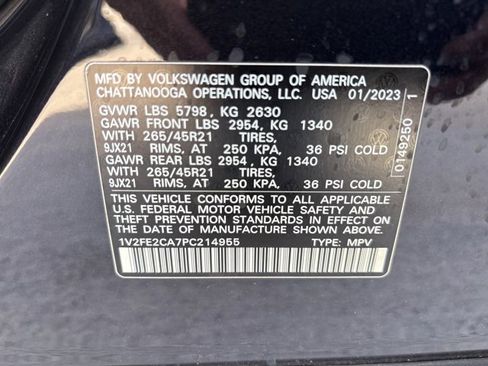 MFD BY VOLKSWAGEN GROUP OF AMERICA
CHATTANOOGA OPERATIONS, LLC. USA 01/2023
GVWR LBS 5798, KG 2630
GAWR FRONT LBS 2954, KG 1340
WITH 265/45R21 TIRES,
9JX21 RIMS, AT 250 KPA, 36 PSI COLD
GAWR REAR LBS 2954, KG 1340
WITH 265/45R21 TIRES,
9JX21 RIMS, AT 250 KPA, 36 PSI COLD
THIS VEHICLE CONFORMS TO ALL APPLICABLE
U.S. FEDERAL MOTOR VEHICLE SAFETY AND
THEFT PREVENTION STANDARDS IN EFFECT ON
THE DATE OF MANUFACTURE SHOWN ABOVE.
1V2FE2CA7PC214955 TYPE: MPV
0149250 1